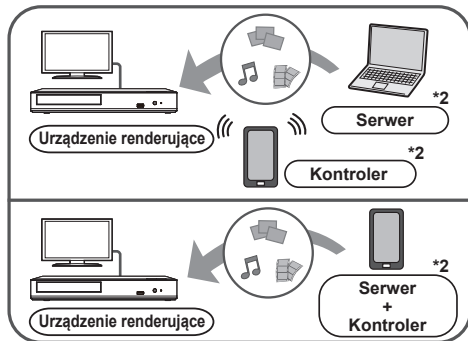 *2
Serwer
Urządzenie renderujące
*2
Kontroler
*2
Serwer
+
Kontroler
Urządzenie renderujące